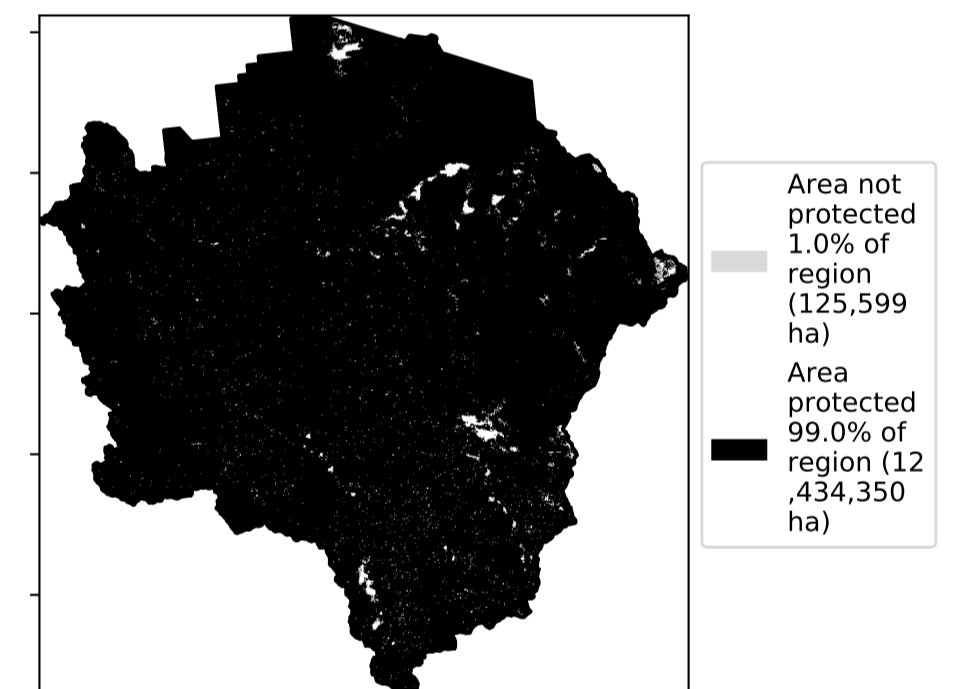 Area not
protected
1.0% of
region
(125,599
ha)
Area
protected
99.0% of
region (12
,434,350
ha)